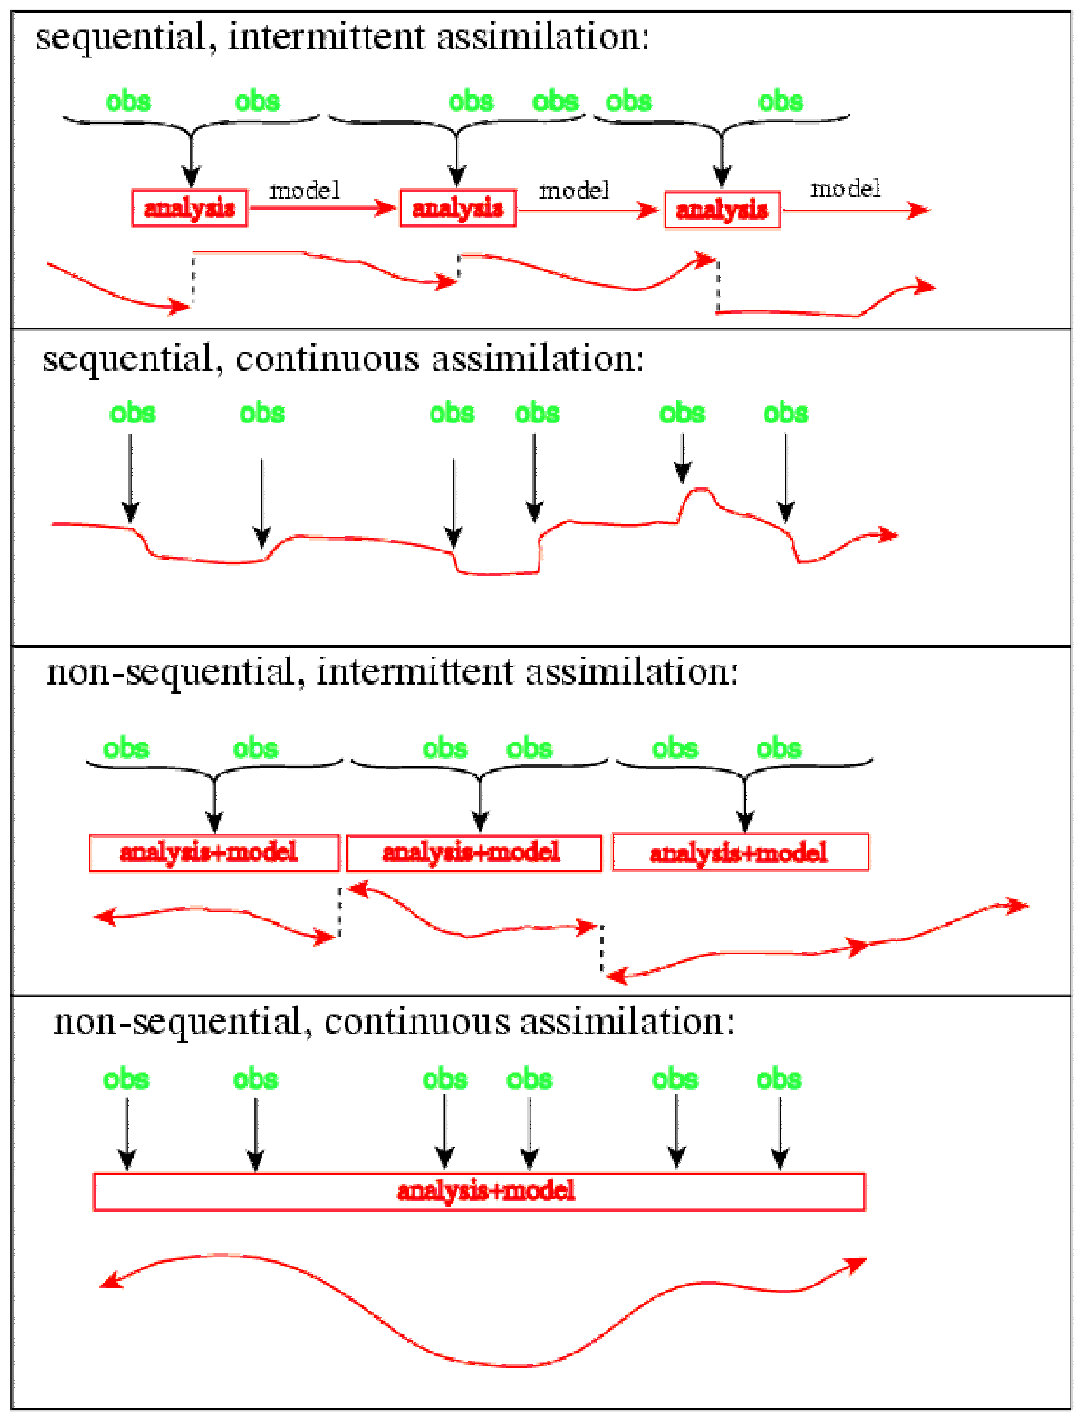 sequential, intermittent assimilation:
obs obs obs obs obs obs
analysis model analysis model analysis model
sequential, continuous assimilation:
obs obs obs obs obs obs
non-sequential, intermittent assimilation:
obs obs obs obs obs obs
analysis+model analysis+model analysis+model
non-sequential, continuous assimilation:
obs obs obs obs obs obs
analysis+model